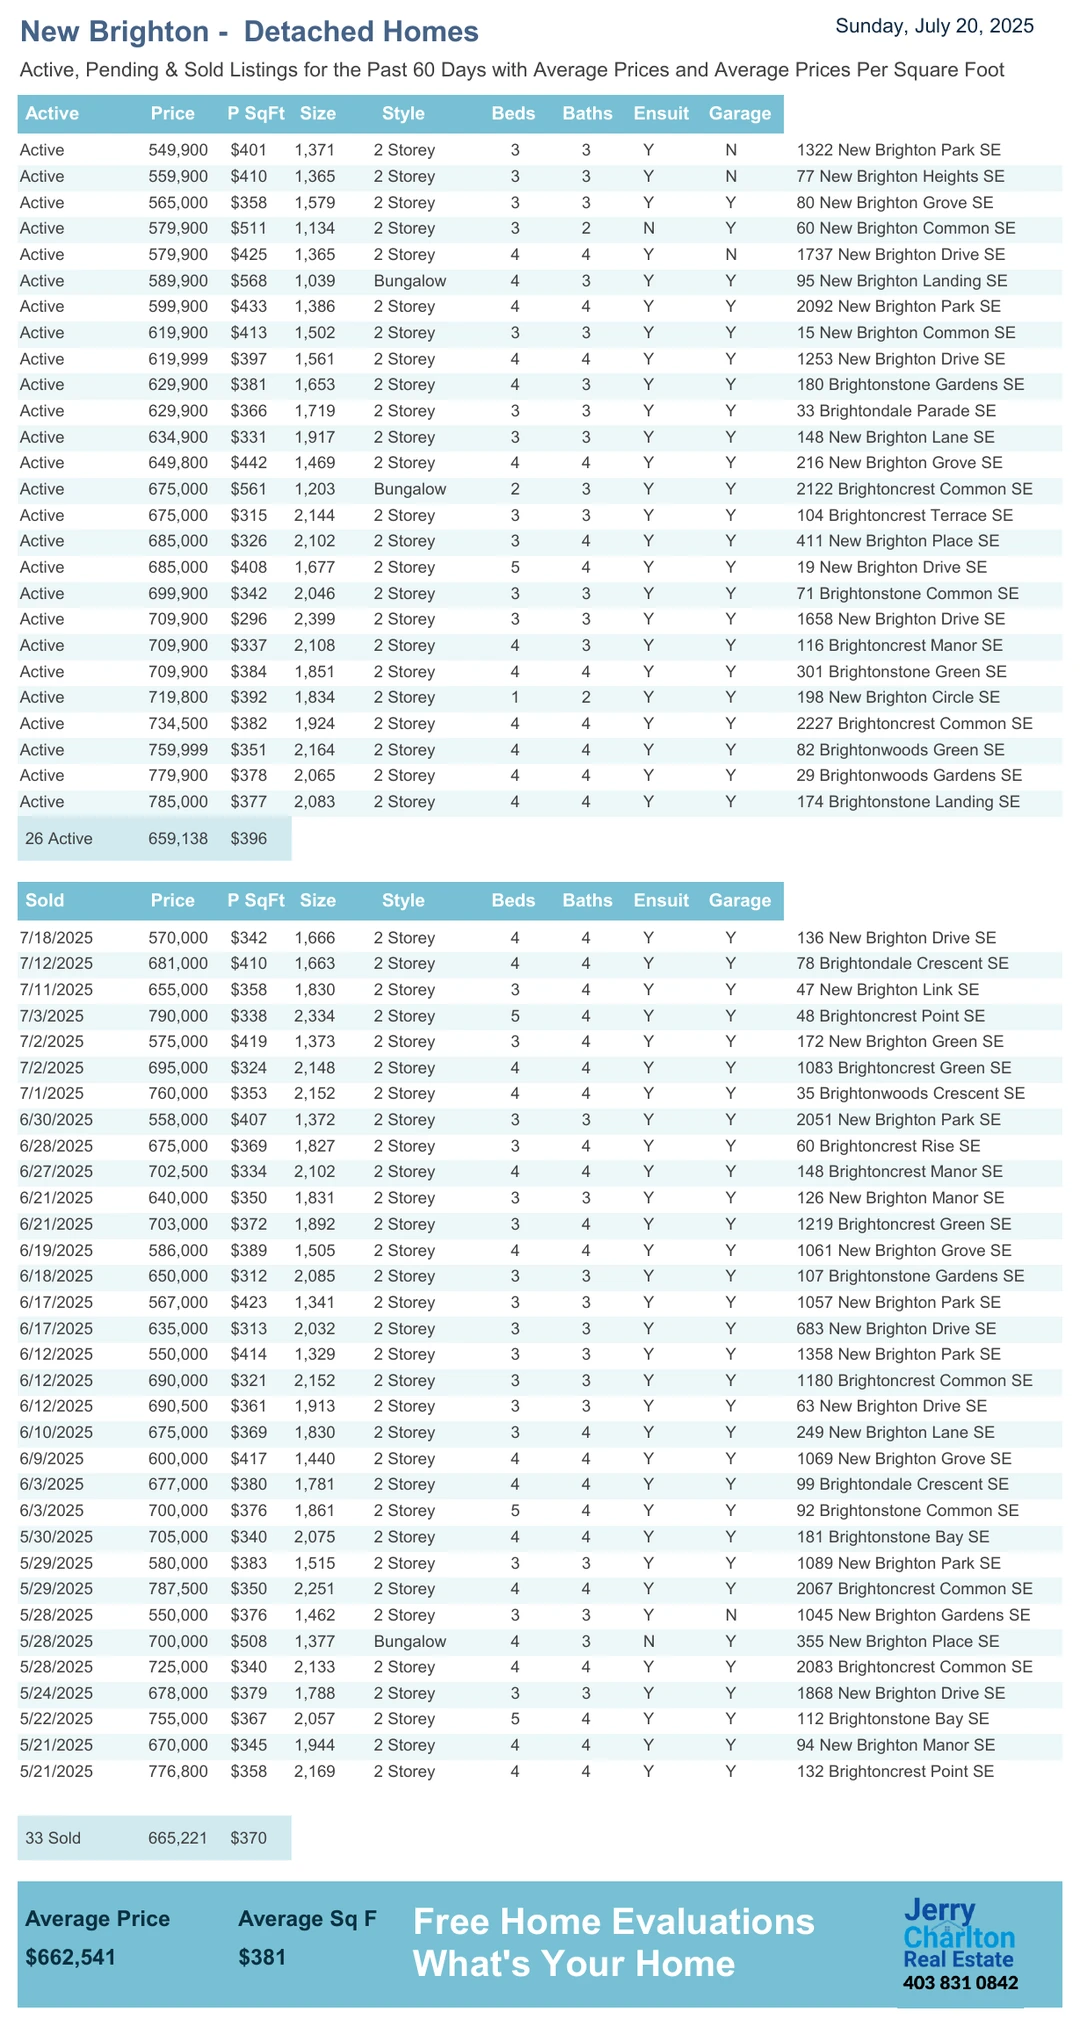 New Brighton - Detached Homes
Sunday, July 20, 2025
Active, Pending & Sold Listings for the Past 60 Days with Average Prices and Average Prices Per Square Foot
Active Price P SqFt Size Style Beds Baths Ensuit Garage
Active 549,900 $401 1,371 2 Storey 3 3 Y N 1322 New Brighton Park SE
Active 559,900 $410 1,365 2 Storey 3 3 Y N 77 New Brighton Heights SE
Active 565,000 $358 1,579 2 Storey 3 3 Y Y 80 New Brighton Grove SE
Active 579,900 $511 1,134 2 Storey 3 2 N Y 60 New Brighton Common SE
Active 579,900 $425 1,365 2 Storey 4 4 Y N 1737 New Brighton Drive SE
Active 589,900 $568 1,039 Bungalow 4 3 Y Y 95 New Brighton Landing SE
Active 599,900 $433 1,386 2 Storey 4 4 Y Y 2092 New Brighton Park SE
Active 619,900 $413 1,502 2 Storey 3 3 Y Y 15 New Brighton Common SE
Active 619,999 $397 1,561 2 Storey 4 4 Y Y 1253 New Brighton Drive SE
Active 629,900 $381 1,653 2 Storey 4 3 Y Y 180 Brightonstone Gardens SE
Active 629,900 $366 1,719 2 Storey 3 3 Y Y 33 Brightondale Parade SE
Active 634,900 $331 1,917 2 Storey 3 3 Y Y 148 New Brighton Lane SE
Active 649,800 $442 1,469 2 Storey 4 4 Y Y 216 New Brighton Grove SE
Active 675,000 $561 1,203 Bungalow 2 3 Y Y 2122 Brightoncrest Common SE
Active 675,000 $315 2,144 2 Storey 3 3 Y Y 104 Brightoncrest Terrace SE
Active 685,000 $326 2,102 2 Storey 3 4 Y Y 411 New Brighton Place SE
Active 685,000 $408 1,677 2 Storey 5 4 Y Y 19 New Brighton Drive SE
Active 699,900 $342 2,046 2 Storey 3 3 Y Y 71 Brightonstone Common SE
Active 709,900 $296 2,399 2 Storey 3 3 Y Y 1658 New Brighton Drive SE
Active 709,900 $337 2,108 2 Storey 4 3 Y Y 116 Brightoncrest Manor SE
Active 709,900 $384 1,851 2 Storey 4 4 Y Y 301 Brightonstone Green SE
Active 719,800 $392 1,834 2 Storey 1 2 Y Y 198 New Brighton Circle SE
Active 734,500 $382 1,924 2 Storey 4 4 Y Y 2227 Brightoncrest Common SE
Active 759,999 $351 2,164 2 Storey 4 4 Y Y 82 Brightonwoods Green SE
Active 779,900 $378 2,065 2 Storey 4 4 Y Y 29 Brightonwoods Gardens SE
Active 785,000 $377 2,083 2 Storey 4 4 Y Y 174 Brightonstone Landing SE
26 Active 659,138 $396
Sold Price P SqFt Size Style Beds Baths Ensuit Garage
7/18/2025 570,000 $342 1,666 2 Storey 4 4 Y Y 136 New Brighton Drive SE
7/12/2025 681,000 $410 1,663 2 Storey 4 4 Y Y 78 Brightondale Crescent SE
7/11/2025 655,000 $358 1,830 2 Storey 3 4 Y Y 47 New Brighton Link SE
7/3/2025 790,000 $338 2,334 2 Storey 5 4 Y Y 48 Brightoncrest Point SE
7/2/2025 575,000 $419 1,373 2 Storey 3 4 Y Y 172 New Brighton Green SE
7/2/2025 695,000 $324 2,148 2 Storey 4 4 Y Y 1083 Brightoncrest Green SE
7/1/2025 760,000 $353 2,152 2 Storey 4 4 Y Y 35 Brightonwoods Crescent SE
6/30/2025 558,000 $407 1,372 2 Storey 3 3 Y Y 2051 New Brighton Park SE
6/28/2025 675,000 $369 1,827 2 Storey 3 4 Y Y 60 Brightoncrest Rise SE
6/27/2025 702,500 $334 2,102 2 Storey 4 4 Y Y 148 Brightoncrest Manor SE
6/21/2025 640,000 $350 1,831 2 Storey 3 3 Y Y 126 New Brighton Manor SE
6/21/2025 703,000 $372 1,892 2 Storey 3 4 Y Y 1219 Brightoncrest Green SE
6/19/2025 586,000 $389 1,505 2 Storey 4 4 Y Y 1061 New Brighton Grove SE
6/18/2025 650,000 $312 2,085 2 Storey 3 3 Y Y 107 Brightonstone Gardens SE
6/17/2025 567,000 $423 1,341 2 Storey 3 3 Y Y 1057 New Brighton Park SE
6/17/2025 635,000 $313 2,032 2 Storey 3 3 Y Y 683 New Brighton Drive SE
6/12/2025 550,000 $414 1,329 2 Storey 3 3 Y Y 1358 New Brighton Park SE
6/12/2025 690,000 $321 2,152 2 Storey 3 3 Y Y 1180 Brightoncrest Common SE
6/12/2025 690,500 $361 1,913 2 Storey 3 3 Y Y 63 New Brighton Drive SE
6/10/2025 675,000 $369 1,830 2 Storey 3 4 Y Y 249 New Brighton Lane SE
6/9/2025 600,000 $417 1,440 2 Storey 4 4 Y Y 1069 New Brighton Grove SE
6/3/2025 677,000 $380 1,781 2 Storey 4 4 Y Y 99 Brightondale Crescent SE
6/3/2025 700,000 $376 1,861 2 Storey 5 4 Y Y 92 Brightonstone Common SE
5/30/2025 705,000 $340 2,075 2 Storey 4 4 Y Y 181 Brightonstone Bay SE
5/29/2025 580,000 $383 1,515 2 Storey 3 3 Y Y 1089 New Brighton Park SE
5/29/2025 787,500 $350 2,251 2 Storey 4 4 Y Y 2067 Brightoncrest Common SE
5/28/2025 550,000 $376 1,462 2 Storey 3 3 Y N 1045 New Brighton Gardens SE
5/28/2025 700,000 $508 1,377 Bungalow 4 3 N Y 355 New Brighton Place SE
5/28/2025 725,000 $340 2,133 2 Storey 4 4 Y Y 2083 Brightoncrest Common SE
5/24/2025 678,000 $379 1,788 2 Storey 3 3 Y Y 1868 New Brighton Drive SE
5/22/2025 755,000 $367 2,057 2 Storey 5 4 Y Y 112 Brightonstone Bay SE
5/21/2025 670,000 $345 1,944 2 Storey 4 4 Y Y 94 New Brighton Manor SE
5/21/2025 776,800 $358 2,169 2 Storey 4 4 Y Y 132 Brightoncrest Point SE
33 Sold 665,221 $370
Average Price Average Sq F
$662,541 $381
Free Home Evaluations
What's Your Home
Jerry
Charlton
Real Estate
403 831 0842